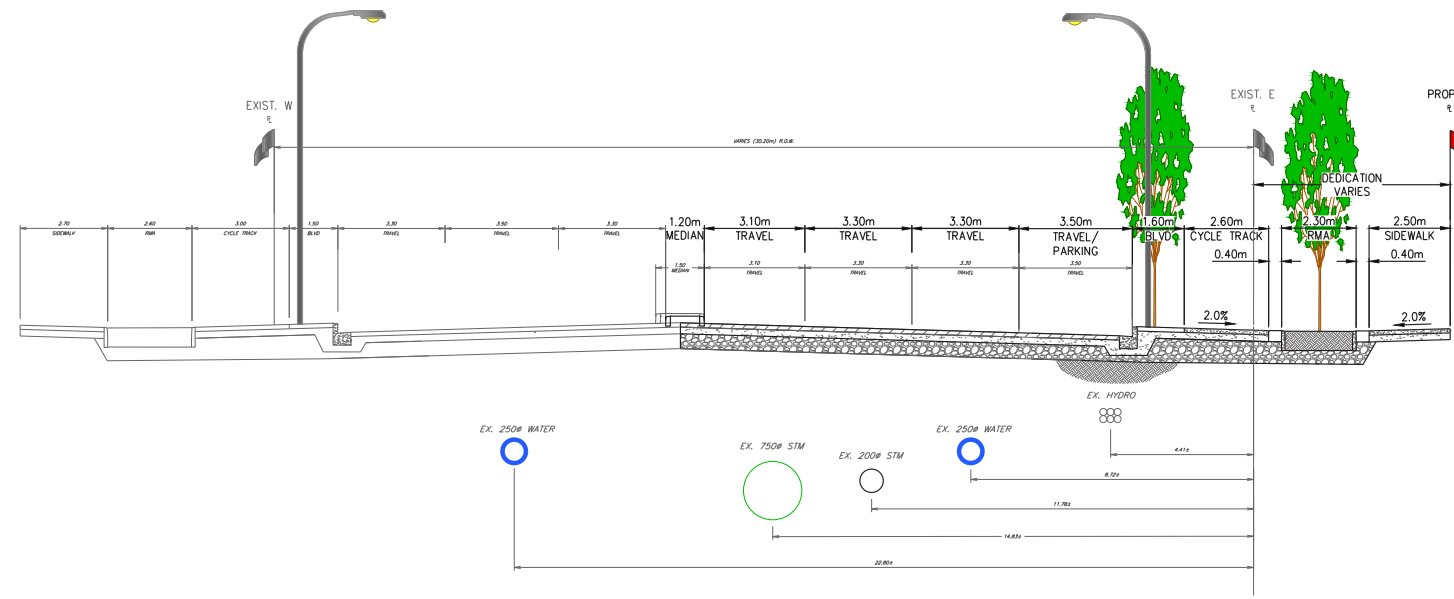 EXIST. W
EXIST. E
PROP
VARIES (30.20m) R.O.W.
DEDICATION
VARIES
2.70
SIDEWALK
2.60
RMA
3.00
CYCLE TRACK
1.50
BLVD
3.30
TRAVEL
3.50
TRAVEL
3.30
TRAVEL
1.20m
MEDIAN
3.10m
TRAVEL
3.30m
TRAVEL
3.30m
TRAVEL
3.50m
TRAVEL/
PARKING
1.60m
BLVD
2.60m
CYCLE TRACK
2.30m
RMA
2.50m
SIDEWALK
0.40m
0.40m
1.50
MEDIAN
3.10
TRAVEL
3.30
TRAVEL
3.30
TRAVEL
3.50
TRAVEL
2.0%
2.0%
EX. HYDRO
EX. 250ø WATER
EX. 750ø STM
EX. 200ø STM
EX. 250ø WATER
4.41±
8.72±
11.78±
14.83±
22.80±